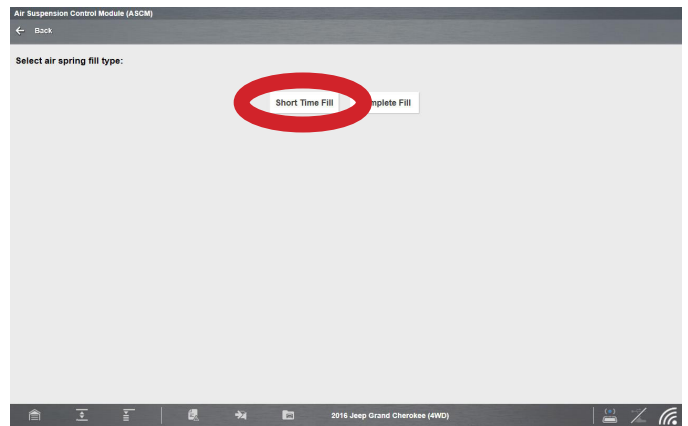 Air Suspension Control Module (ASCM)
Back
Select air spring fill type:
Short Time Fill
mplete Fill
2016 Jeep Grand Cherokee (4WD)